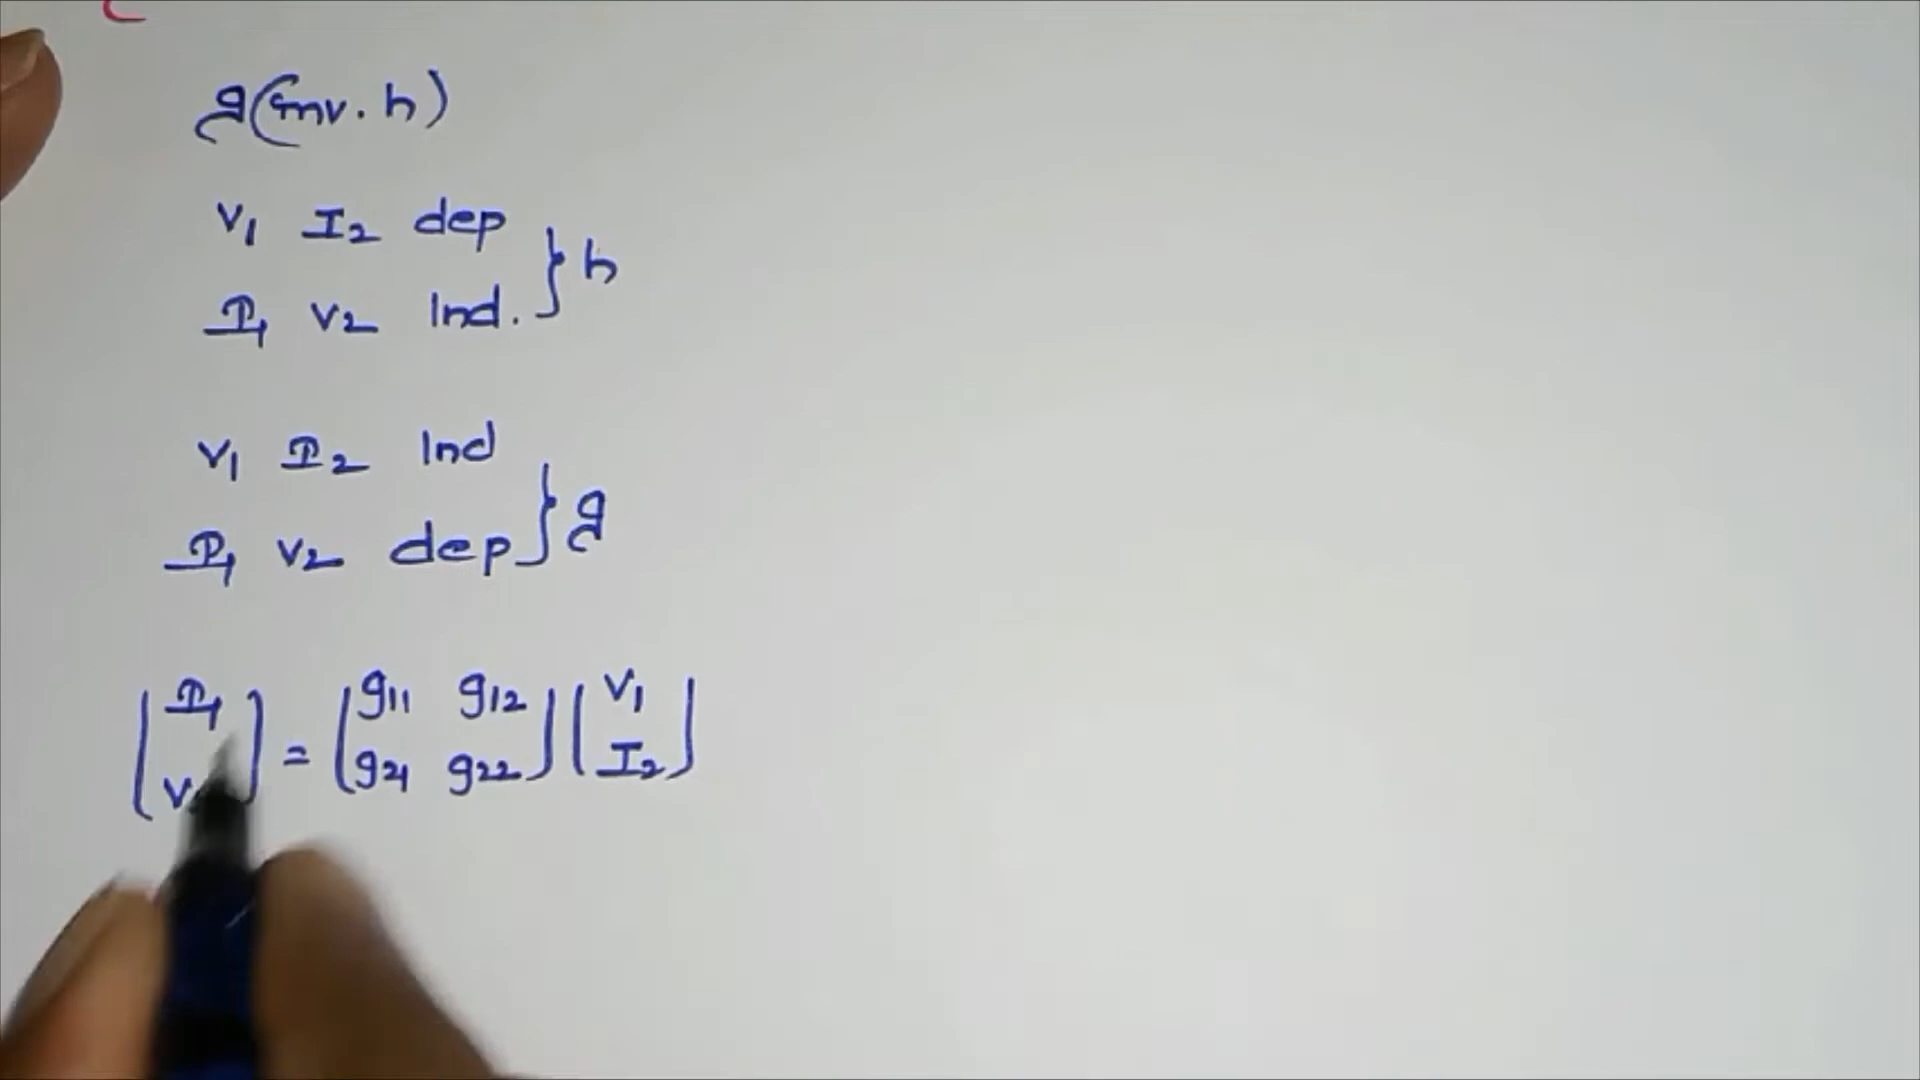 g(Inv. h)
V1 I2 dep
I1 V2 Ind. } h
V1 I2 Ind
I1 V2 dep } g
[I1 V] = [g11 g12 g21 g22] [V1 I2]